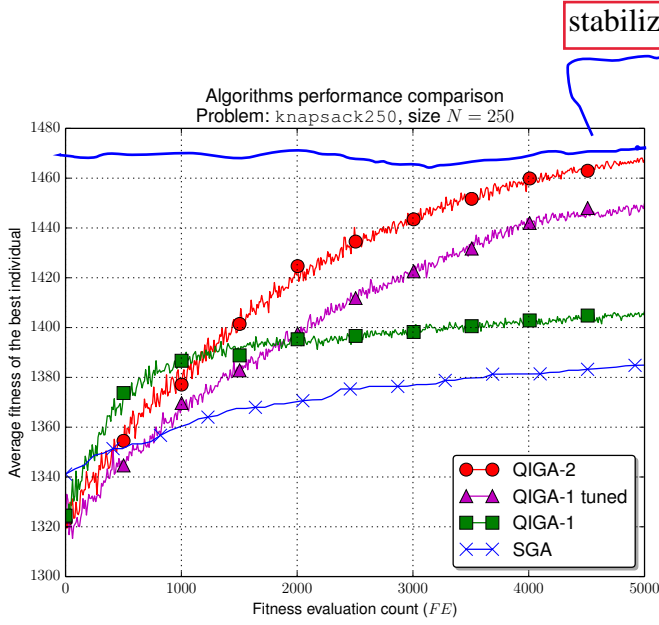 stabiliz
Algorithms performance comparison
Problem: knapsack250, size N = 250
1480
1460
1440
1420
1400
1380
1360
1340
1320
1300
Average fitness of the best individual
QIGA-2
QIGA-1 tuned
QIGA-1
SGA
0 1000 2000 3000 4000 5000
Fitness evaluation count (FE)